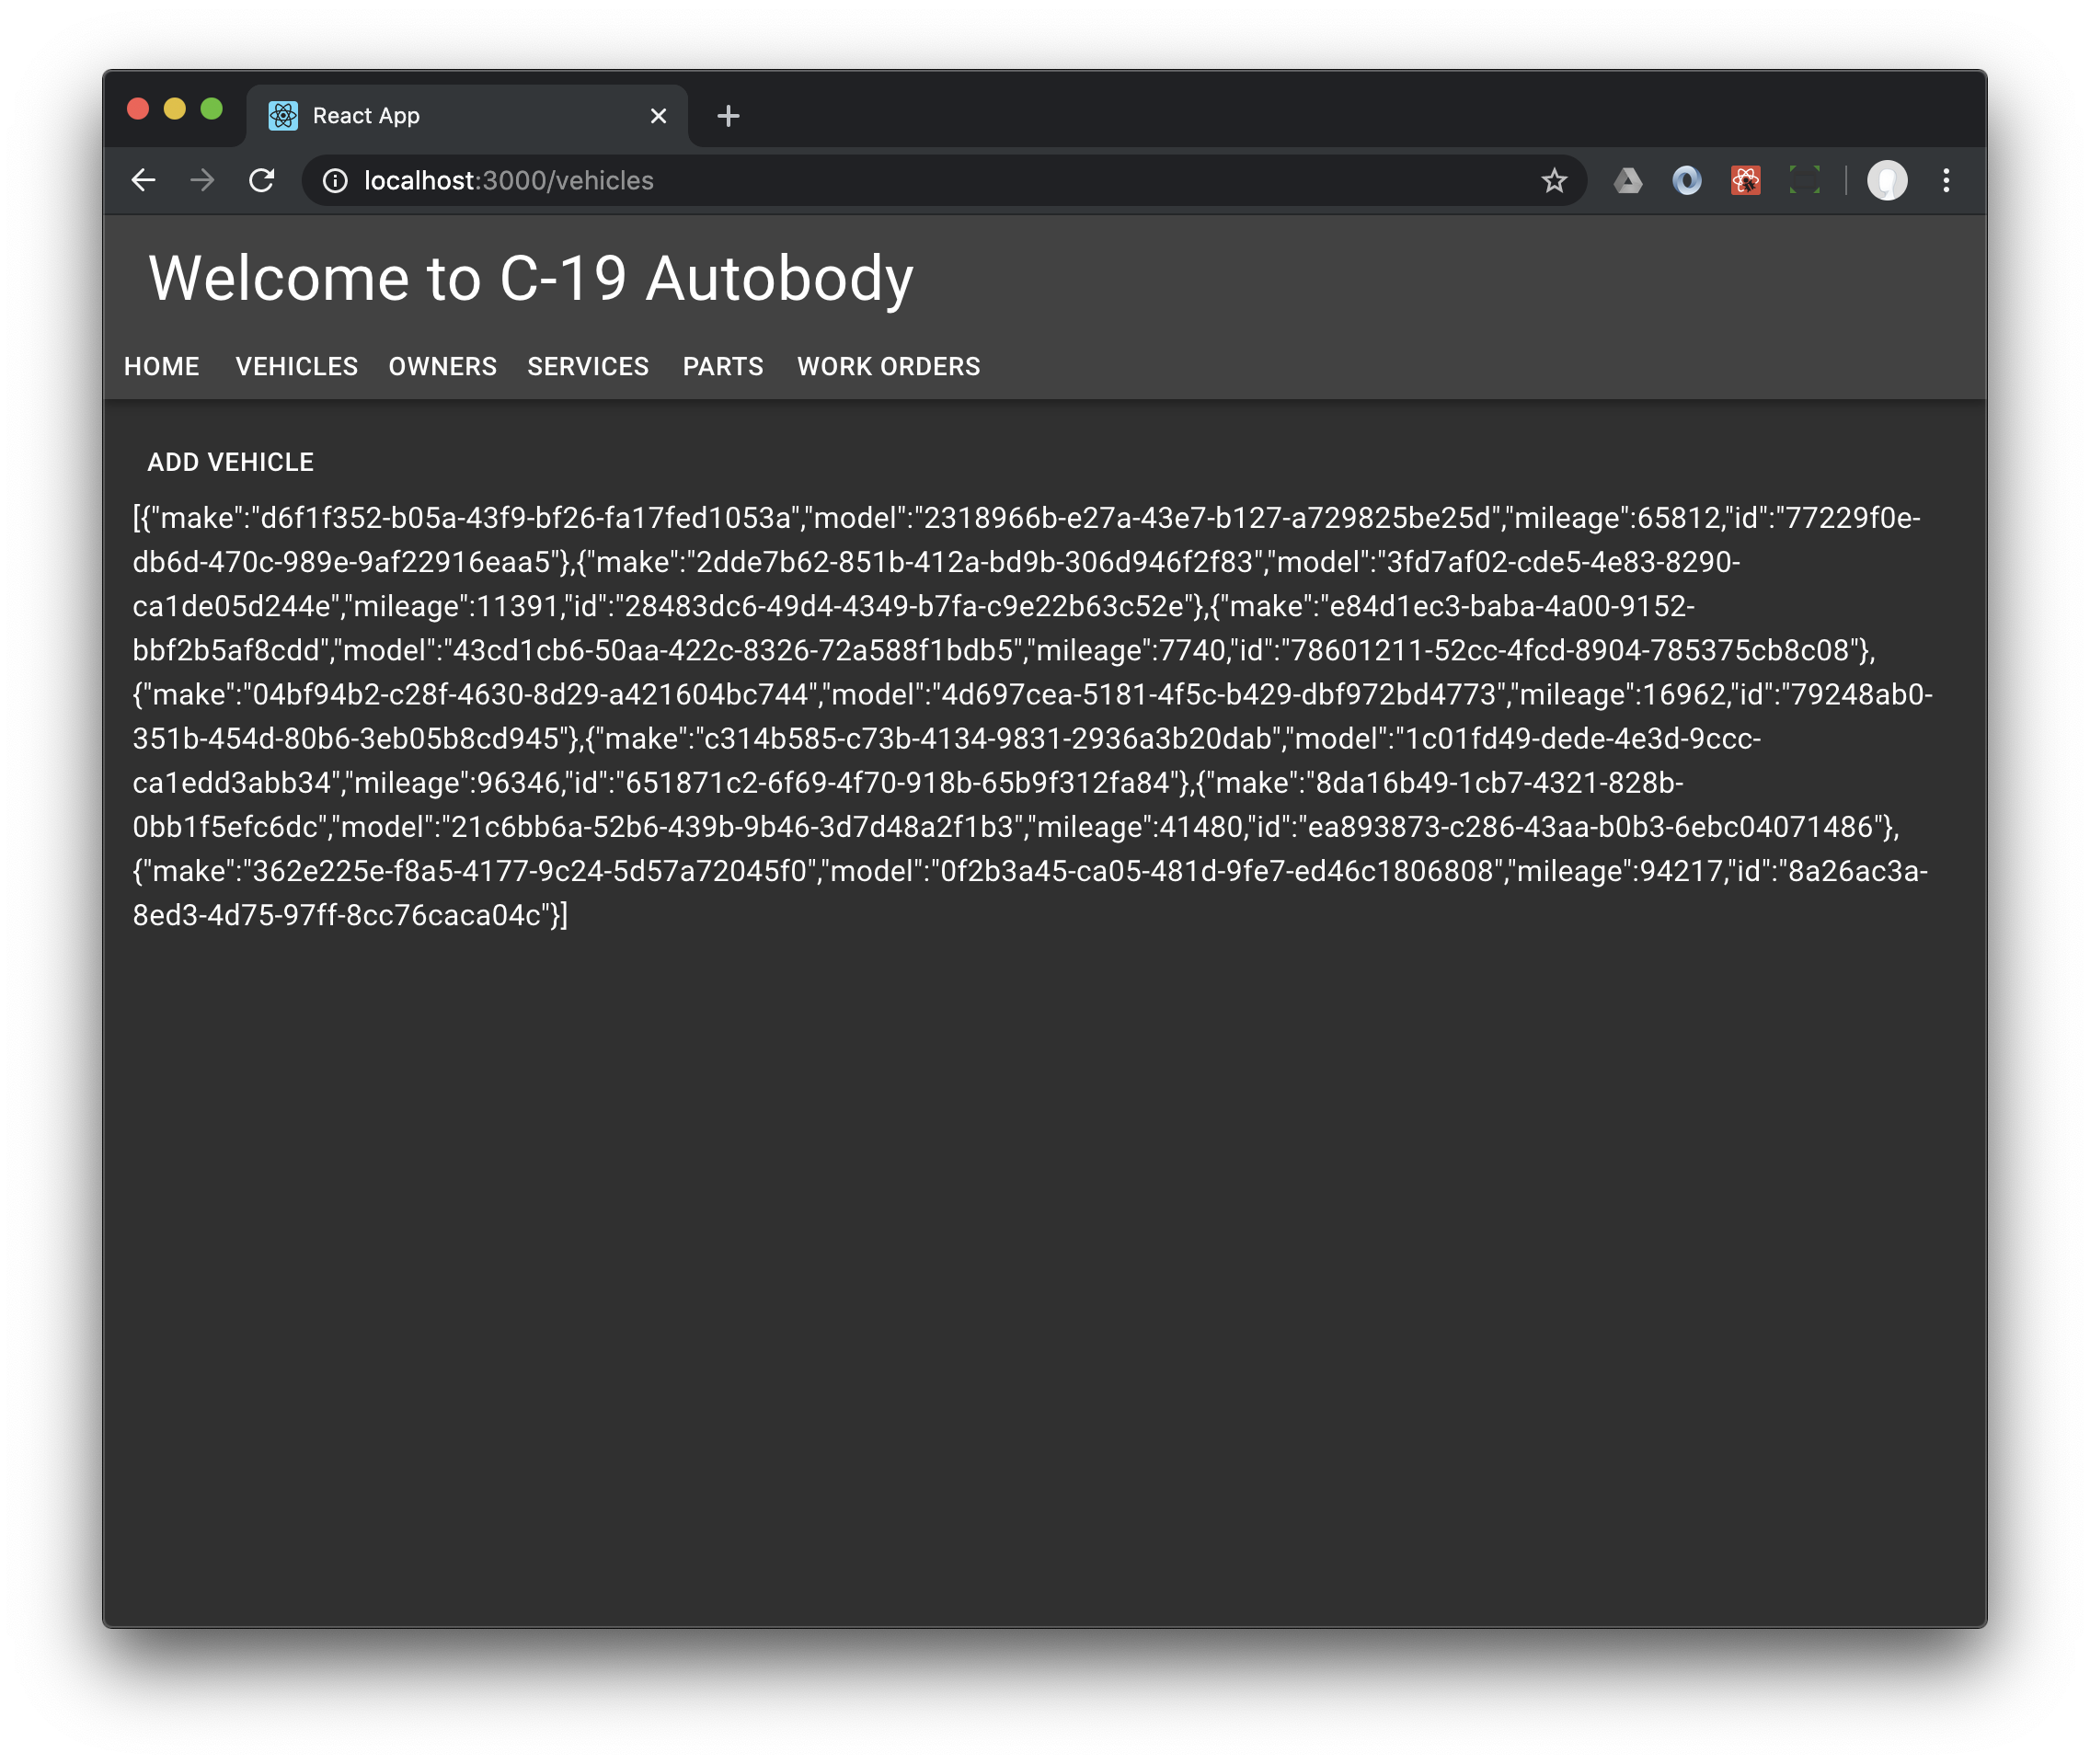 React App
localhost:3000/vehicles
Welcome to C-19 Autobody
HOME VEHICLES OWNERS SERVICES PARTS WORK ORDERS
ADD VEHICLE
[{"make":"d6f1f352-b05a-43f9-bf26-fa17fed1053a","model":"2318966b-e27a-43e7-b127-a729825be25d","mileage":65812,"id":"77229f0e-
db6d-470c-989e-9af22916eaa5"},{"make":"2dde7b62-851b-412a-bd9b-306d946f2f83","model":"3fd7af02-cde5-4e83-8290-
ca1de05d244e","mileage":11391,"id":"28483dc6-49d4-4349-b7fa-c9e22b63c52e"},{"make":"e84d1ec3-baba-4a00-9152-
bbf2b5af8cdd","model":"43cd1cb6-50aa-422c-8326-72a588f1bdb5","mileage":7740,"id":"78601211-52cc-4fcd-8904-785375cb8c08"},
{"make":"04bf94b2-c28f-4630-8d29-a421604bc744","model":"4d697cea-5181-4f5c-b429-dbf972bd4773","mileage":16962,"id":"79248ab0-
351b-454d-80b6-3eb05b8cd945"},{"make":"c314b585-c73b-4134-9831-2936a3b20dab","model":"1c01fd49-dede-4e3d-9ccc-
ca1edd3abb34","mileage":96346,"id":"651871c2-6f69-4f70-918b-65b9f312fa84"},{"make":"8da16b49-1cb7-4321-828b-
0bb1f5efc6dc","model":"21c6bb6a-52b6-439b-9b46-3d7d48a2f1b3","mileage":41480,"id":"ea893873-c286-43aa-b0b3-6ebc04071486"},
{"make":"362e225e-f8a5-4177-9c24-5d57a72045f0","model":"0f2b3a45-ca05-481d-9fe7-ed46c1806808","mileage":94217,"id":"8a26ac3a-
8ed3-4d75-97ff-8cc76caca04c"}]